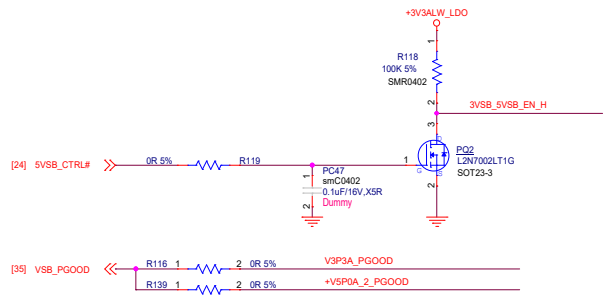 +3V3ALW_LDO
1
R118
100K 5%
SMR0402
2
3VSB_5VSB_EN_H
3
D
[24] 5VSB_CTRL# 0R 5% R119 1
G
S
PQ2
L2N7002LT1G
SOT23-3
2
1
PC47
smC0402
0.1uF/16V,X5R
2
Dummy
[35] VSB_PGOOD R116 1 2 0R 5% V3P3A_PGOOD
R139 1 2 0R 5% +V5P0A_2_PGOOD